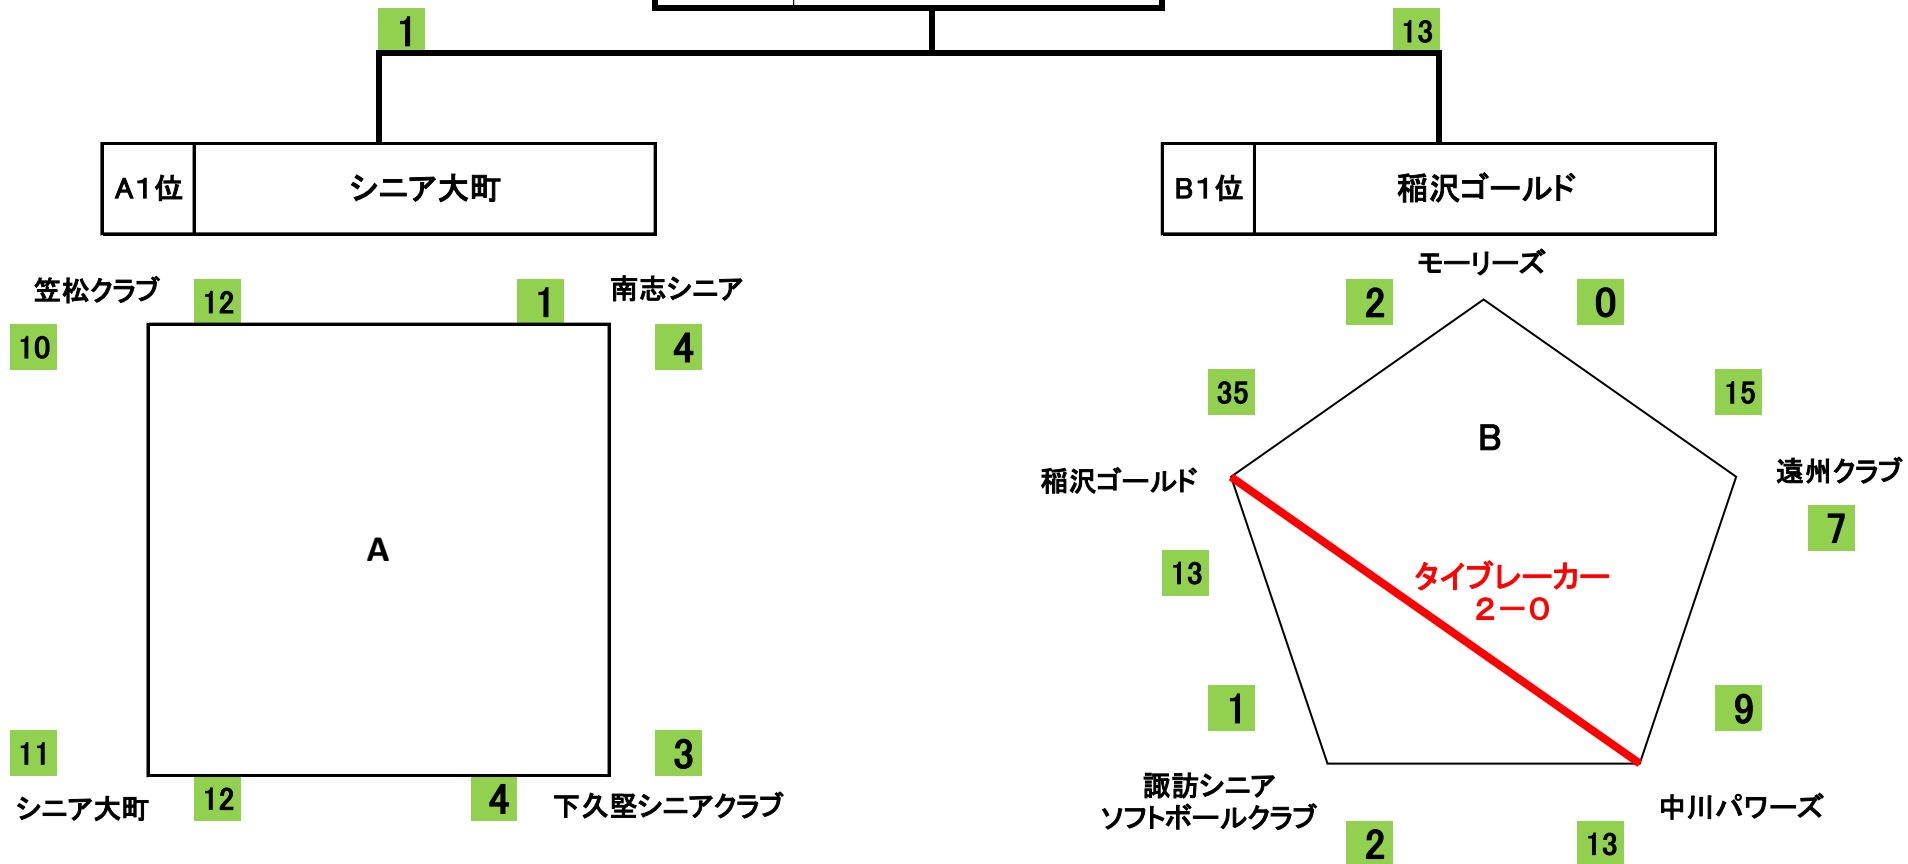 1
13
A1位
シニア大町
B1位
稲沢ゴールド
笠松クラブ
12
1
南志シニア
10
4
A
11
3
シニア大町
12
4
下久堅シニアクラブ
モーリーズ
2
0
35
15
B
稲沢ゴールド
遠州クラブ
7
13
タイブレーカー
2－0
1
9
諏訪シニア
ソフトボールクラブ
中川パワーズ
2
13